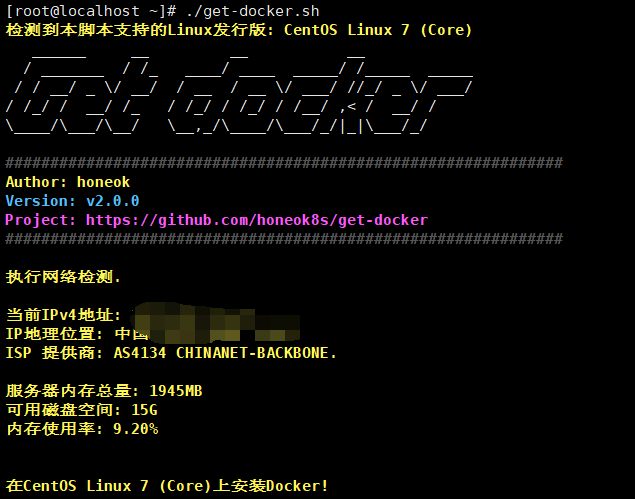 [root@localhost ~]# ./get-docker.sh
检测到本脚本支持的Linux发行版: CentOS Linux 7 (Core)
Get docker
###############################################################
Author: honeok
Version: v2.0.0
Project: https://github.com/honeok8s/get-docker
###############################################################
执行网络检测.
当前IPv4地址:
IP地理位置: 中国
ISP 提供商: AS4134 CHINANET-BACKBONE.
服务器内存总量: 1945MB
可用磁盘空间: 15G
内存使用率: 9.20%
在CentOS Linux 7 (Core)上安装Docker!